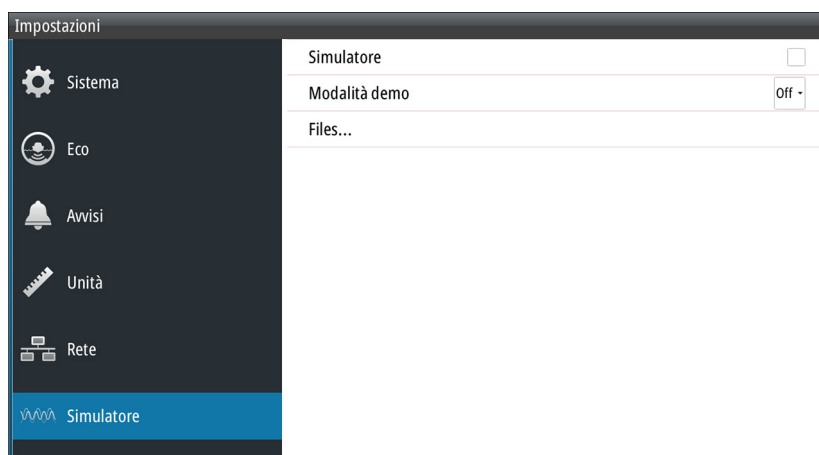 Impostazioni
Sistema
Eco
Avvisi
Unità
Rete
Simulatore
Simulatore
Modalità demo
Off
Files...